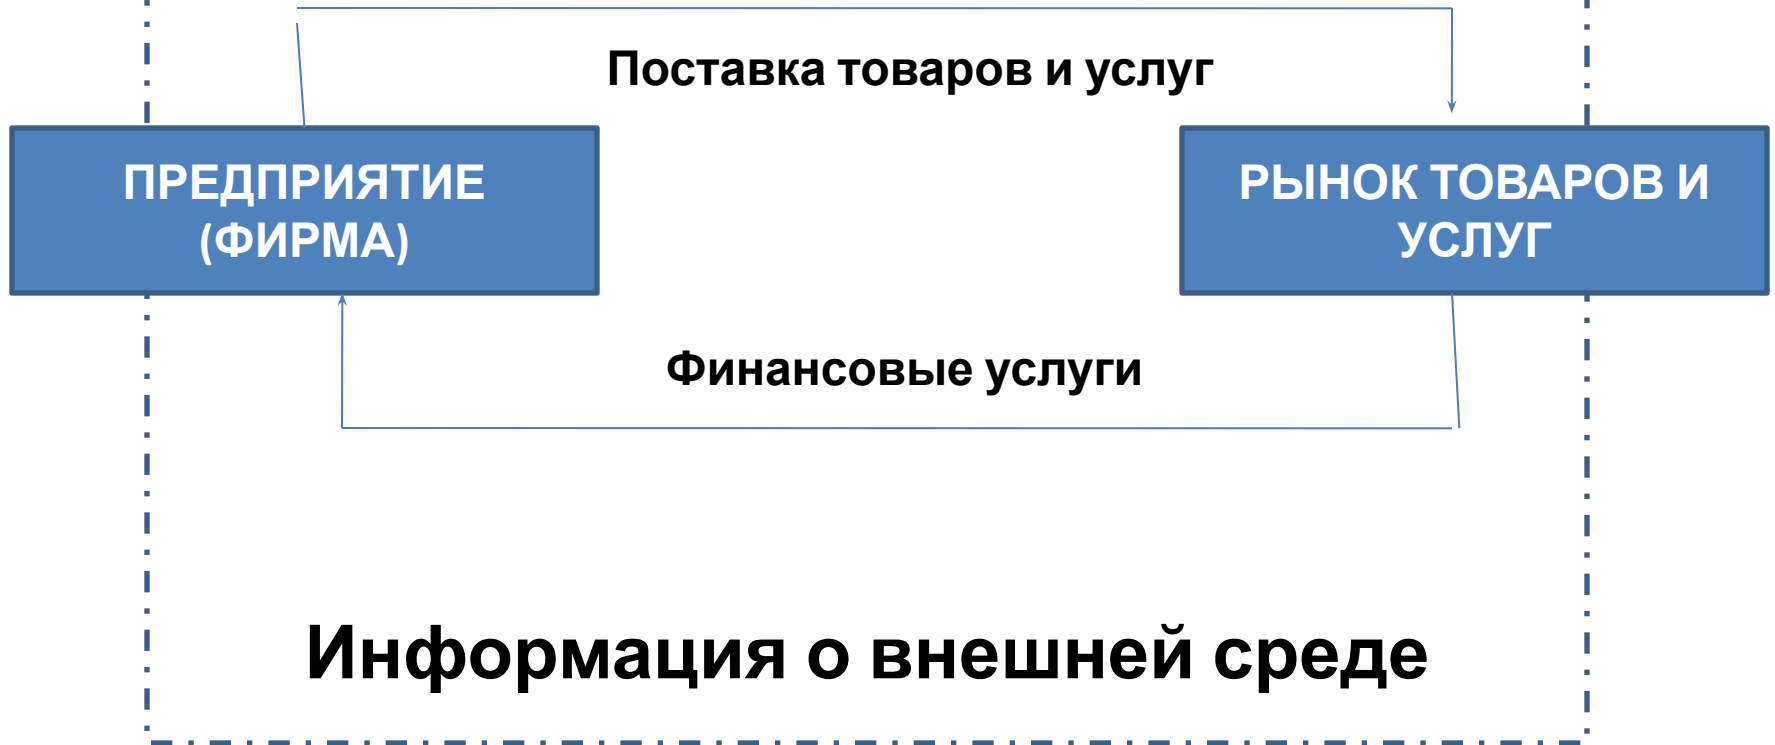 Поставка товаров и услуг
ПРЕДПРИЯТИЕ
(ФИРМА)
РЫНОК ТОВАРОВ И
УСЛУГ
Финансовые услуги
Информация о внешней среде